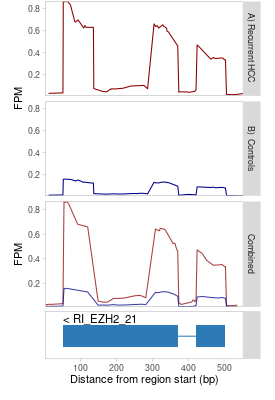 0.8
0.6
0.4
0.2
FPM
A) Recurrent HCC
0.8
0.6
0.4
0.2
B) Controls
0.8
0.6
0.4
0.2
FPM
Combined
< RI_EZH2_21
100 200 300 400 500
Distance from region start (bp)